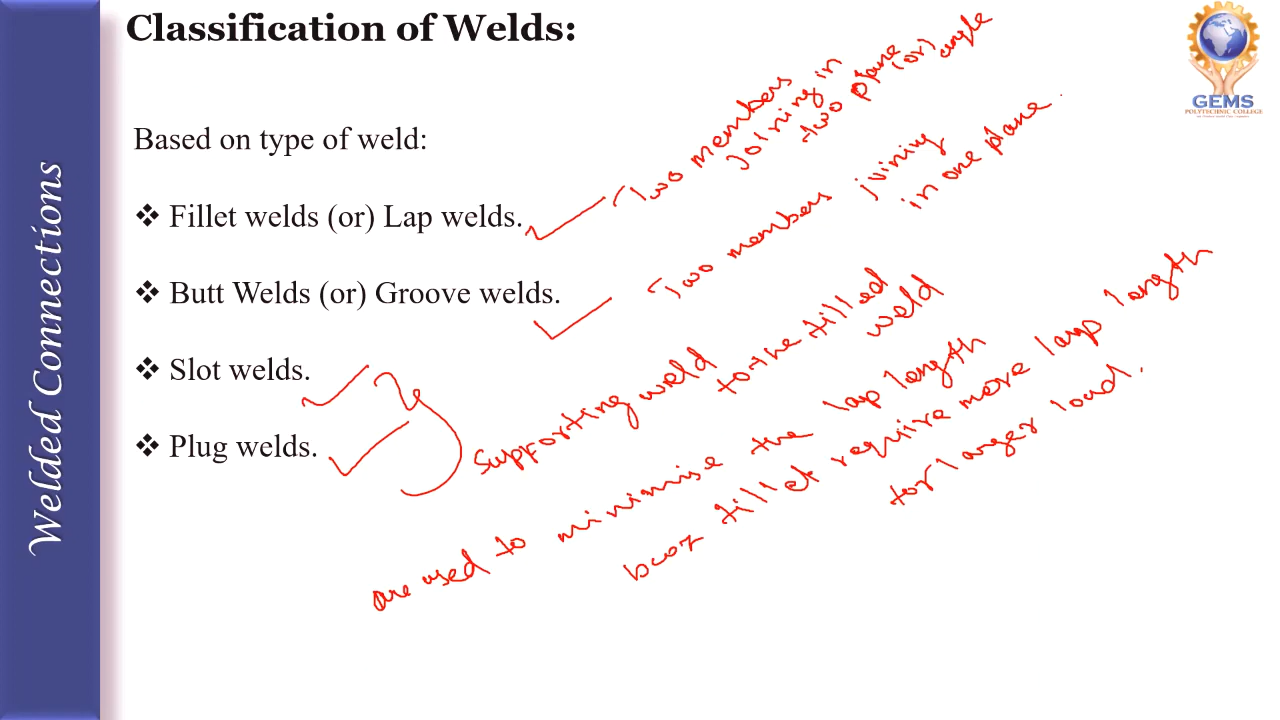 Classification of Welds:
GEMS
POLYTECHNIC COLLEGE
Welded Connections
Based on type of weld:
❖ Fillet welds (or) Lap welds.
Two members
joining in
two plane
(or) angle
❖ Butt Welds (or) Groove welds.
Two members joining
in one plane.
❖ Slot welds.
❖ Plug welds.
Supporting weld to the filled
weld
are used to minimise the lap length
bcoz fillet require more lap length
for larger load.